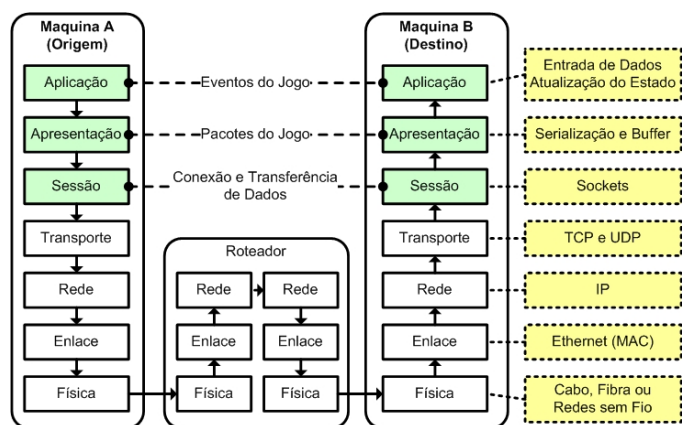 Maquina A
(Origem)
Aplicação
Apresentação
Sessão
Transporte
Rede
Enlace
Física
Eventos do Jogo
Pacotes do Jogo
Conexão e Transferência
de Dados
Roteador
Rede
Rede
Enlace
Enlace
Física
Física
Maquina B
(Destino)
Aplicação
Apresentação
Sessão
Transporte
Rede
Enlace
Física
Entrada de Dados
Atualização do Estado
Serialização e Buffer
Sockets
TCP e UDP
IP
Ethernet (MAC)
Cabo, Fibra ou
Redes sem Fio